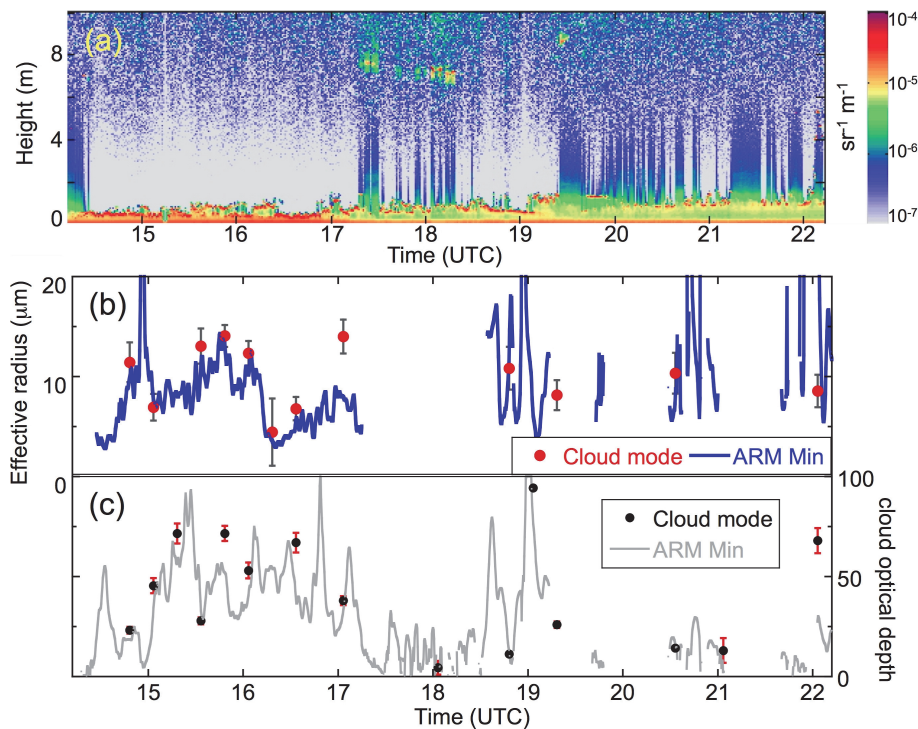 (a)
8
4
0
Height (m)
15 16 17 18 19 20 21 22
Time (UTC)
10-4
10-5
10-6
10-7
sr-1 m-1
(b)
20
10
0
Effective radius (μm)
Cloud mode ARM Min
(c)
Cloud mode
ARM Min
100
50
0
cloud optical depth
15 16 17 18 19 20 21 22
Time (UTC)